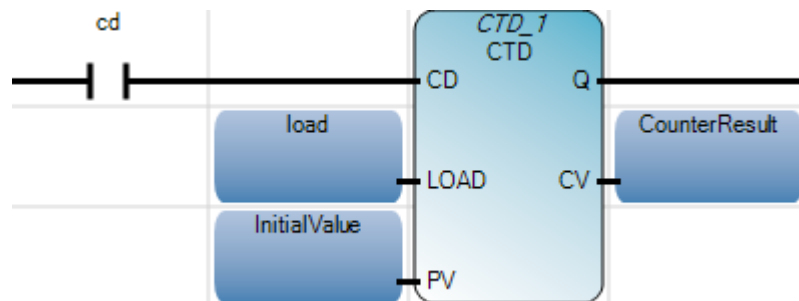 cd
CTD_1
CTD
CD Q
load CounterResult
LOAD CV
InitialValue
PV